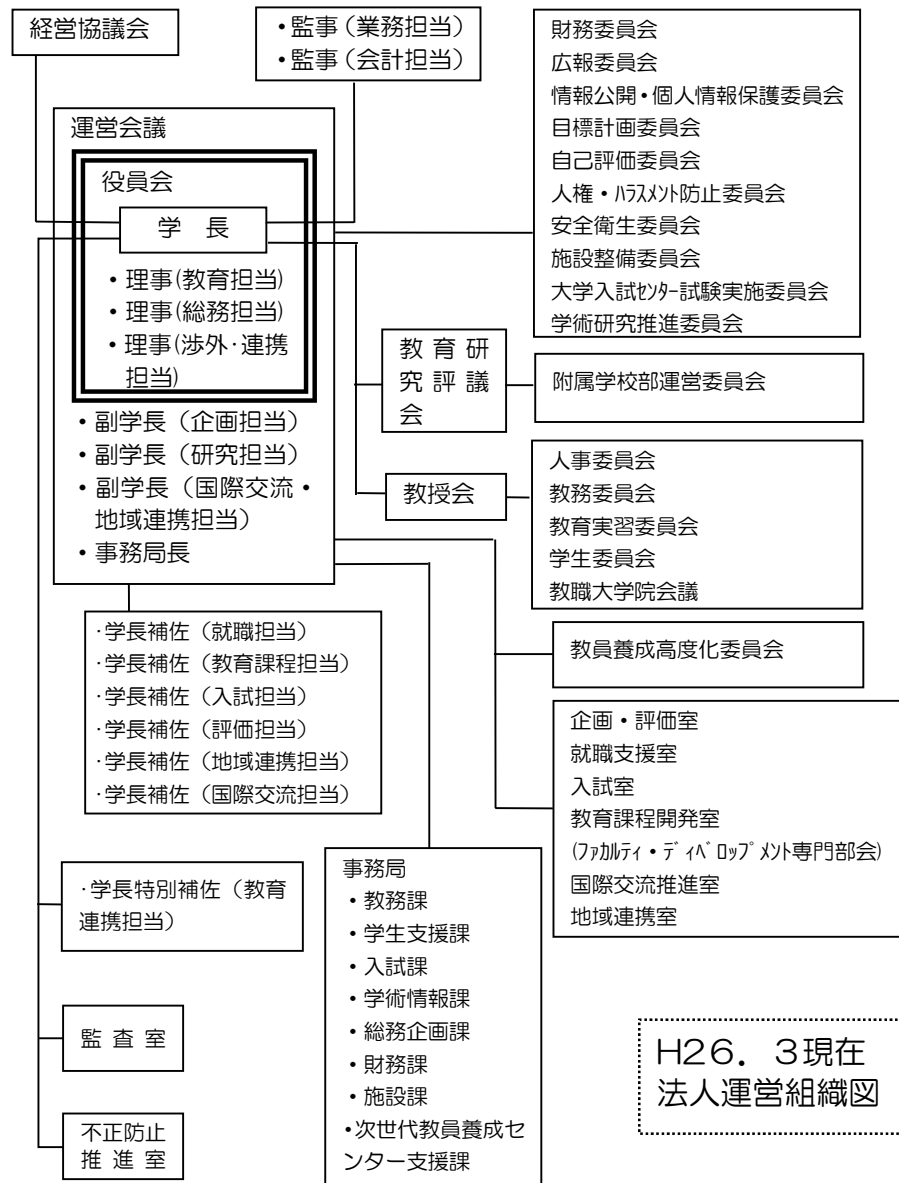 経営協議会
・監事（業務担当）
・監事（会計担当）
財務委員会
広報委員会
情報公開・個人情報保護委員会
目標計画委員会
自己評価委員会
人権・ﾊﾗｽﾒﾝﾄ防止委員会
安全衛生委員会
施設整備委員会
大学入試ｾﾝﾀｰ試験実施委員会
学術研究推進委員会
運営会議
役員会
学　長
・理事(教育担当)
・理事(総務担当)
・理事(渉外・連携
担当)
・副学長（企画担当）
・副学長（研究担当）
・副学長（国際交流・
地域連携担当）
・事務局長
教 育 研
究 評 議
会
附属学校部運営委員会
教授会
人事委員会
教務委員会
教育実習委員会
学生委員会
教職大学院会議
・学長補佐（就職担当）
・学長補佐（教育課程担当）
・学長補佐（入試担当）
・学長補佐（評価担当）
・学長補佐（地域連携担当）
・学長補佐（国際交流担当）
教員養成高度化委員会
企画・評価室
就職支援室
入試室
教育課程開発室
(ﾌｧｶﾙﾃｨ・ﾃﾞｨﾍﾞﾛｯﾌﾟﾒﾝﾄ専門部会)
国際交流推進室
地域連携室
・学長特別補佐（教育
連携担当）
監 査 室
不正防止
推 進 室
事務局
・教務課
・学生支援課
・入試課
・学術情報課
・総務企画課
・財務課
・施設課
・次世代教員養成セ
ンター支援課
H26．3現在
法人運営組織図